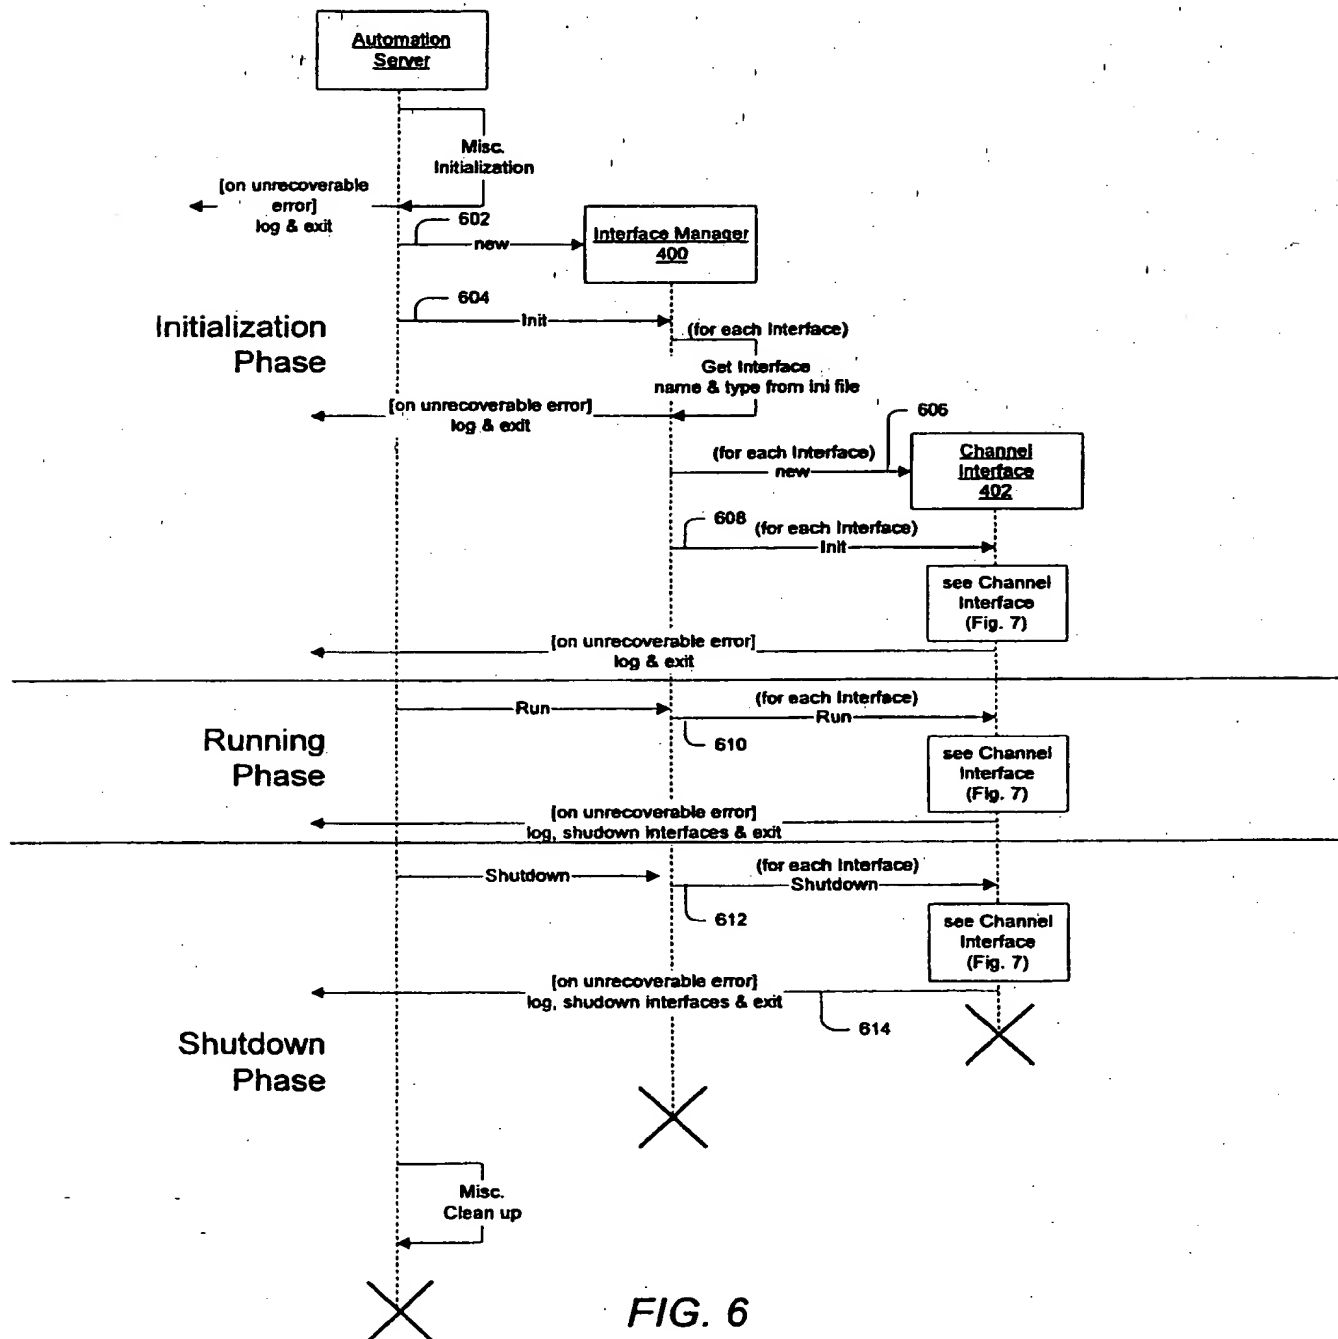 Automation
Server
Misc.
Initialization
[on unrecoverable
error]
log & exit
602
new
Interface Manager
400
604
Init
(for each Interface)
Initialization
Phase
Get Interface
name & type from ini file
[on unrecoverable error]
log & exit
606
(for each Interface)
new
Channel
Interface
402
608
(for each Interface)
Init
see Channel
Interface
(Fig. 7)
[on unrecoverable error]
log & exit
Run
(for each Interface)
Run
610
Running
Phase
see Channel
Interface
(Fig. 7)
[on unrecoverable error]
log, shudown interfaces & exit
Shutdown
(for each Interface)
Shutdown
612
see Channel
Interface
(Fig. 7)
[on unrecoverable error]
log, shudown interfaces & exit
614
Shutdown
Phase
Misc.
Clean up
FIG. 6